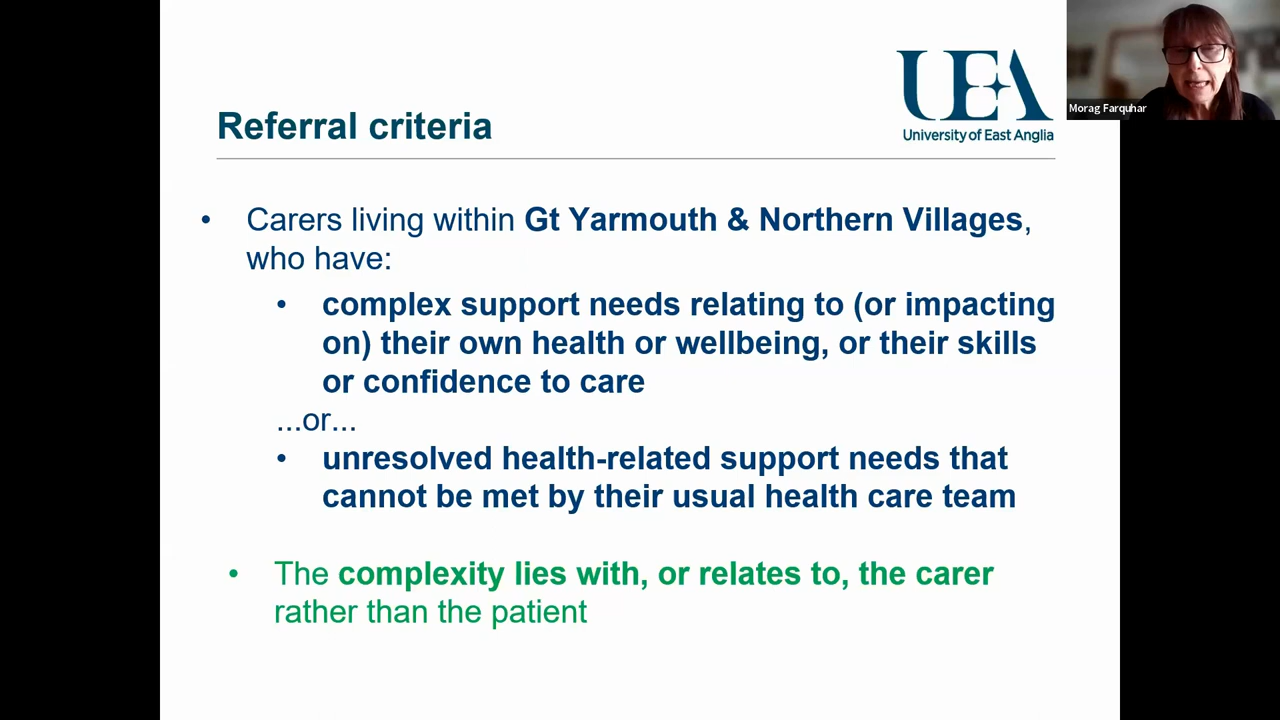 UEA
University of East Anglia
Morag Farquhar
Referral criteria
• Carers living within Gt Yarmouth & Northern Villages,
who have:
• complex support needs relating to (or impacting
on) their own health or wellbeing, or their skills
or confidence to care
...or...
• unresolved health-related support needs that
cannot be met by their usual health care team
• The complexity lies with, or relates to, the carer
rather than the patient